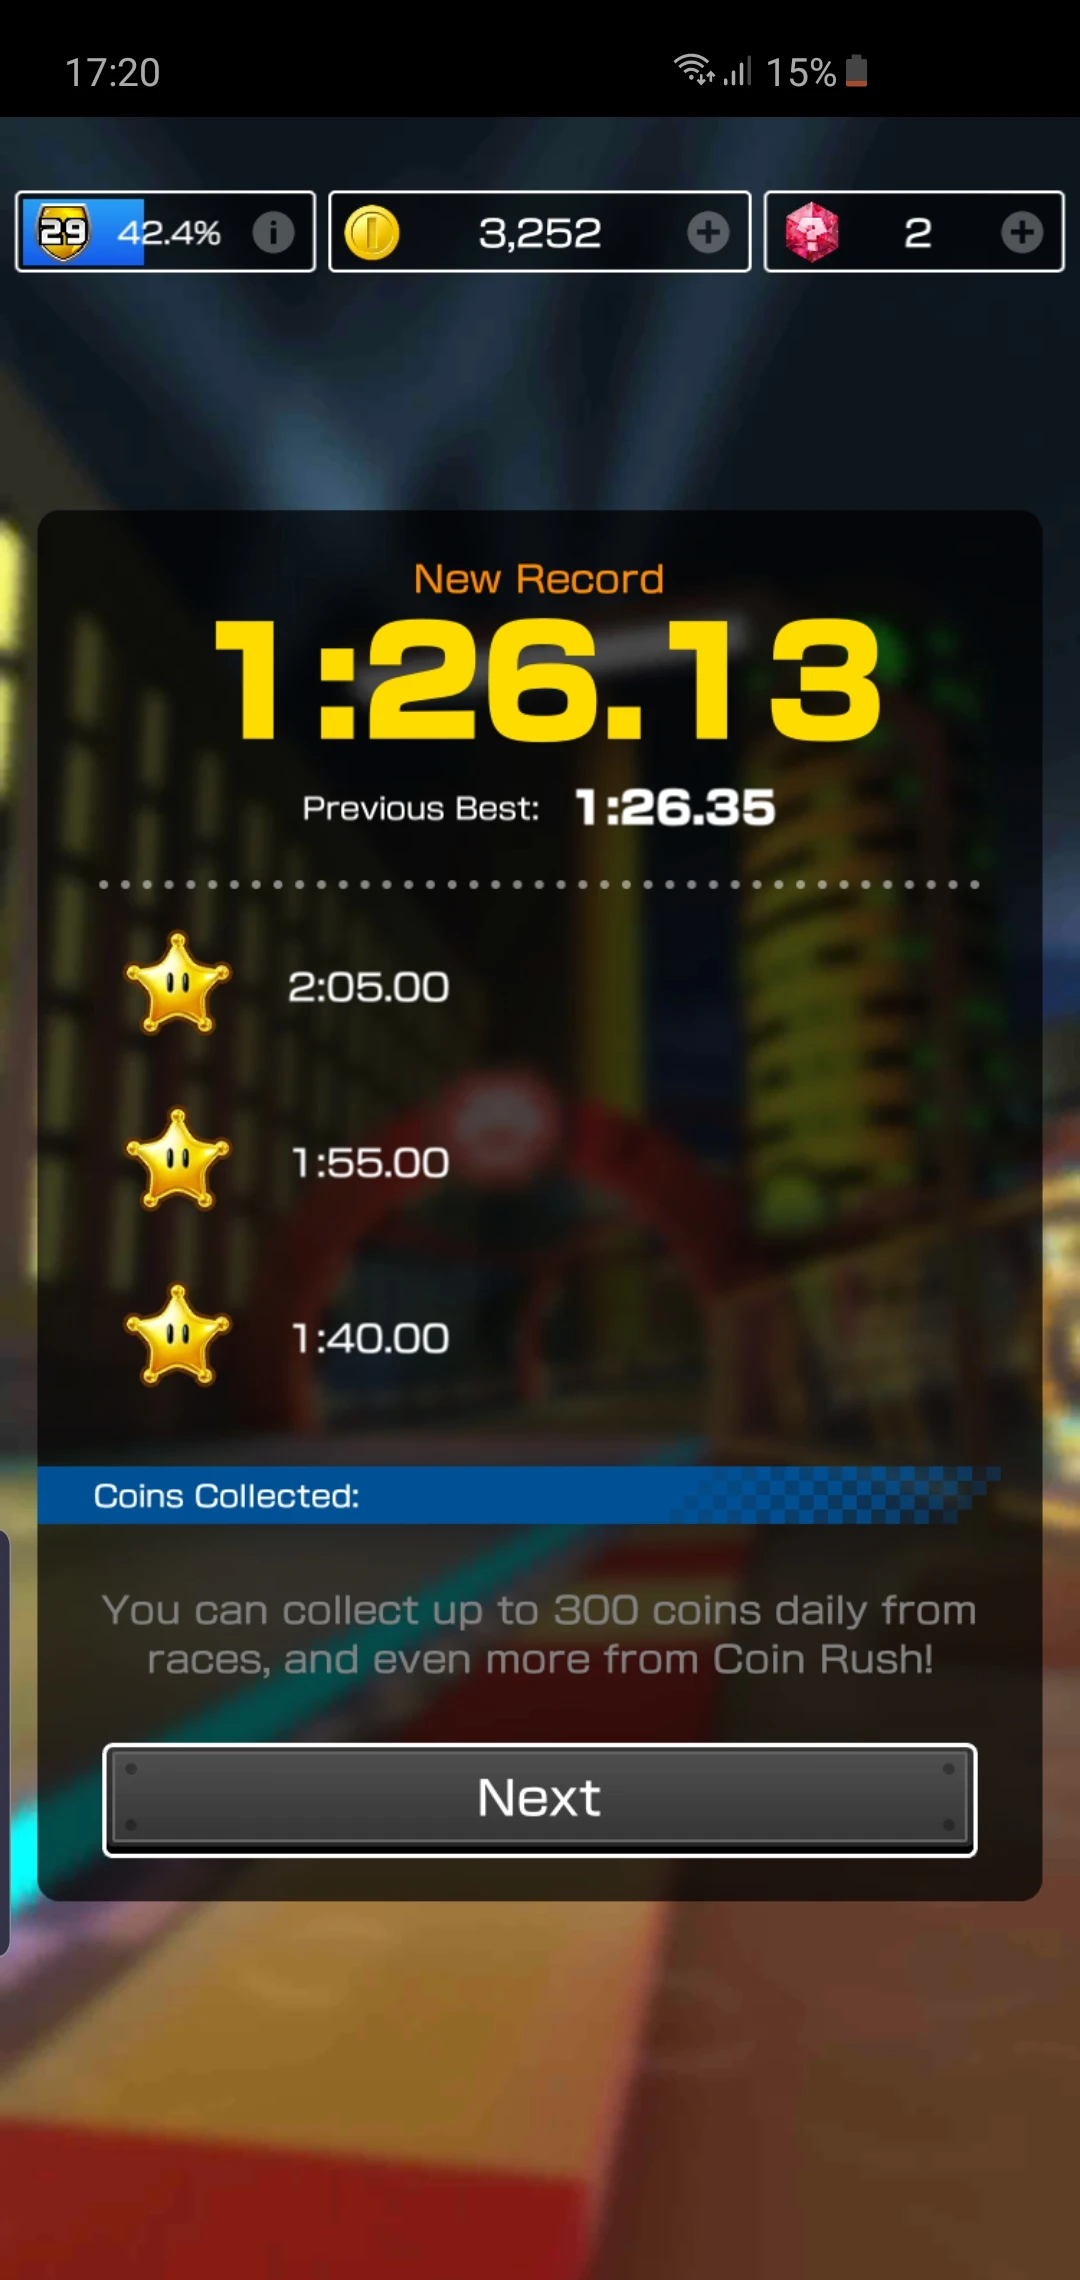 17:20
15%
29 42.4% i
3,252 +
? 2 +
New Record
1:26.13
Previous Best: 1:26.35
2:05.00
1:55.00
1:40.00
Coins Collected:
You can collect up to 300 coins daily from
races, and even more from Coin Rush!
Next